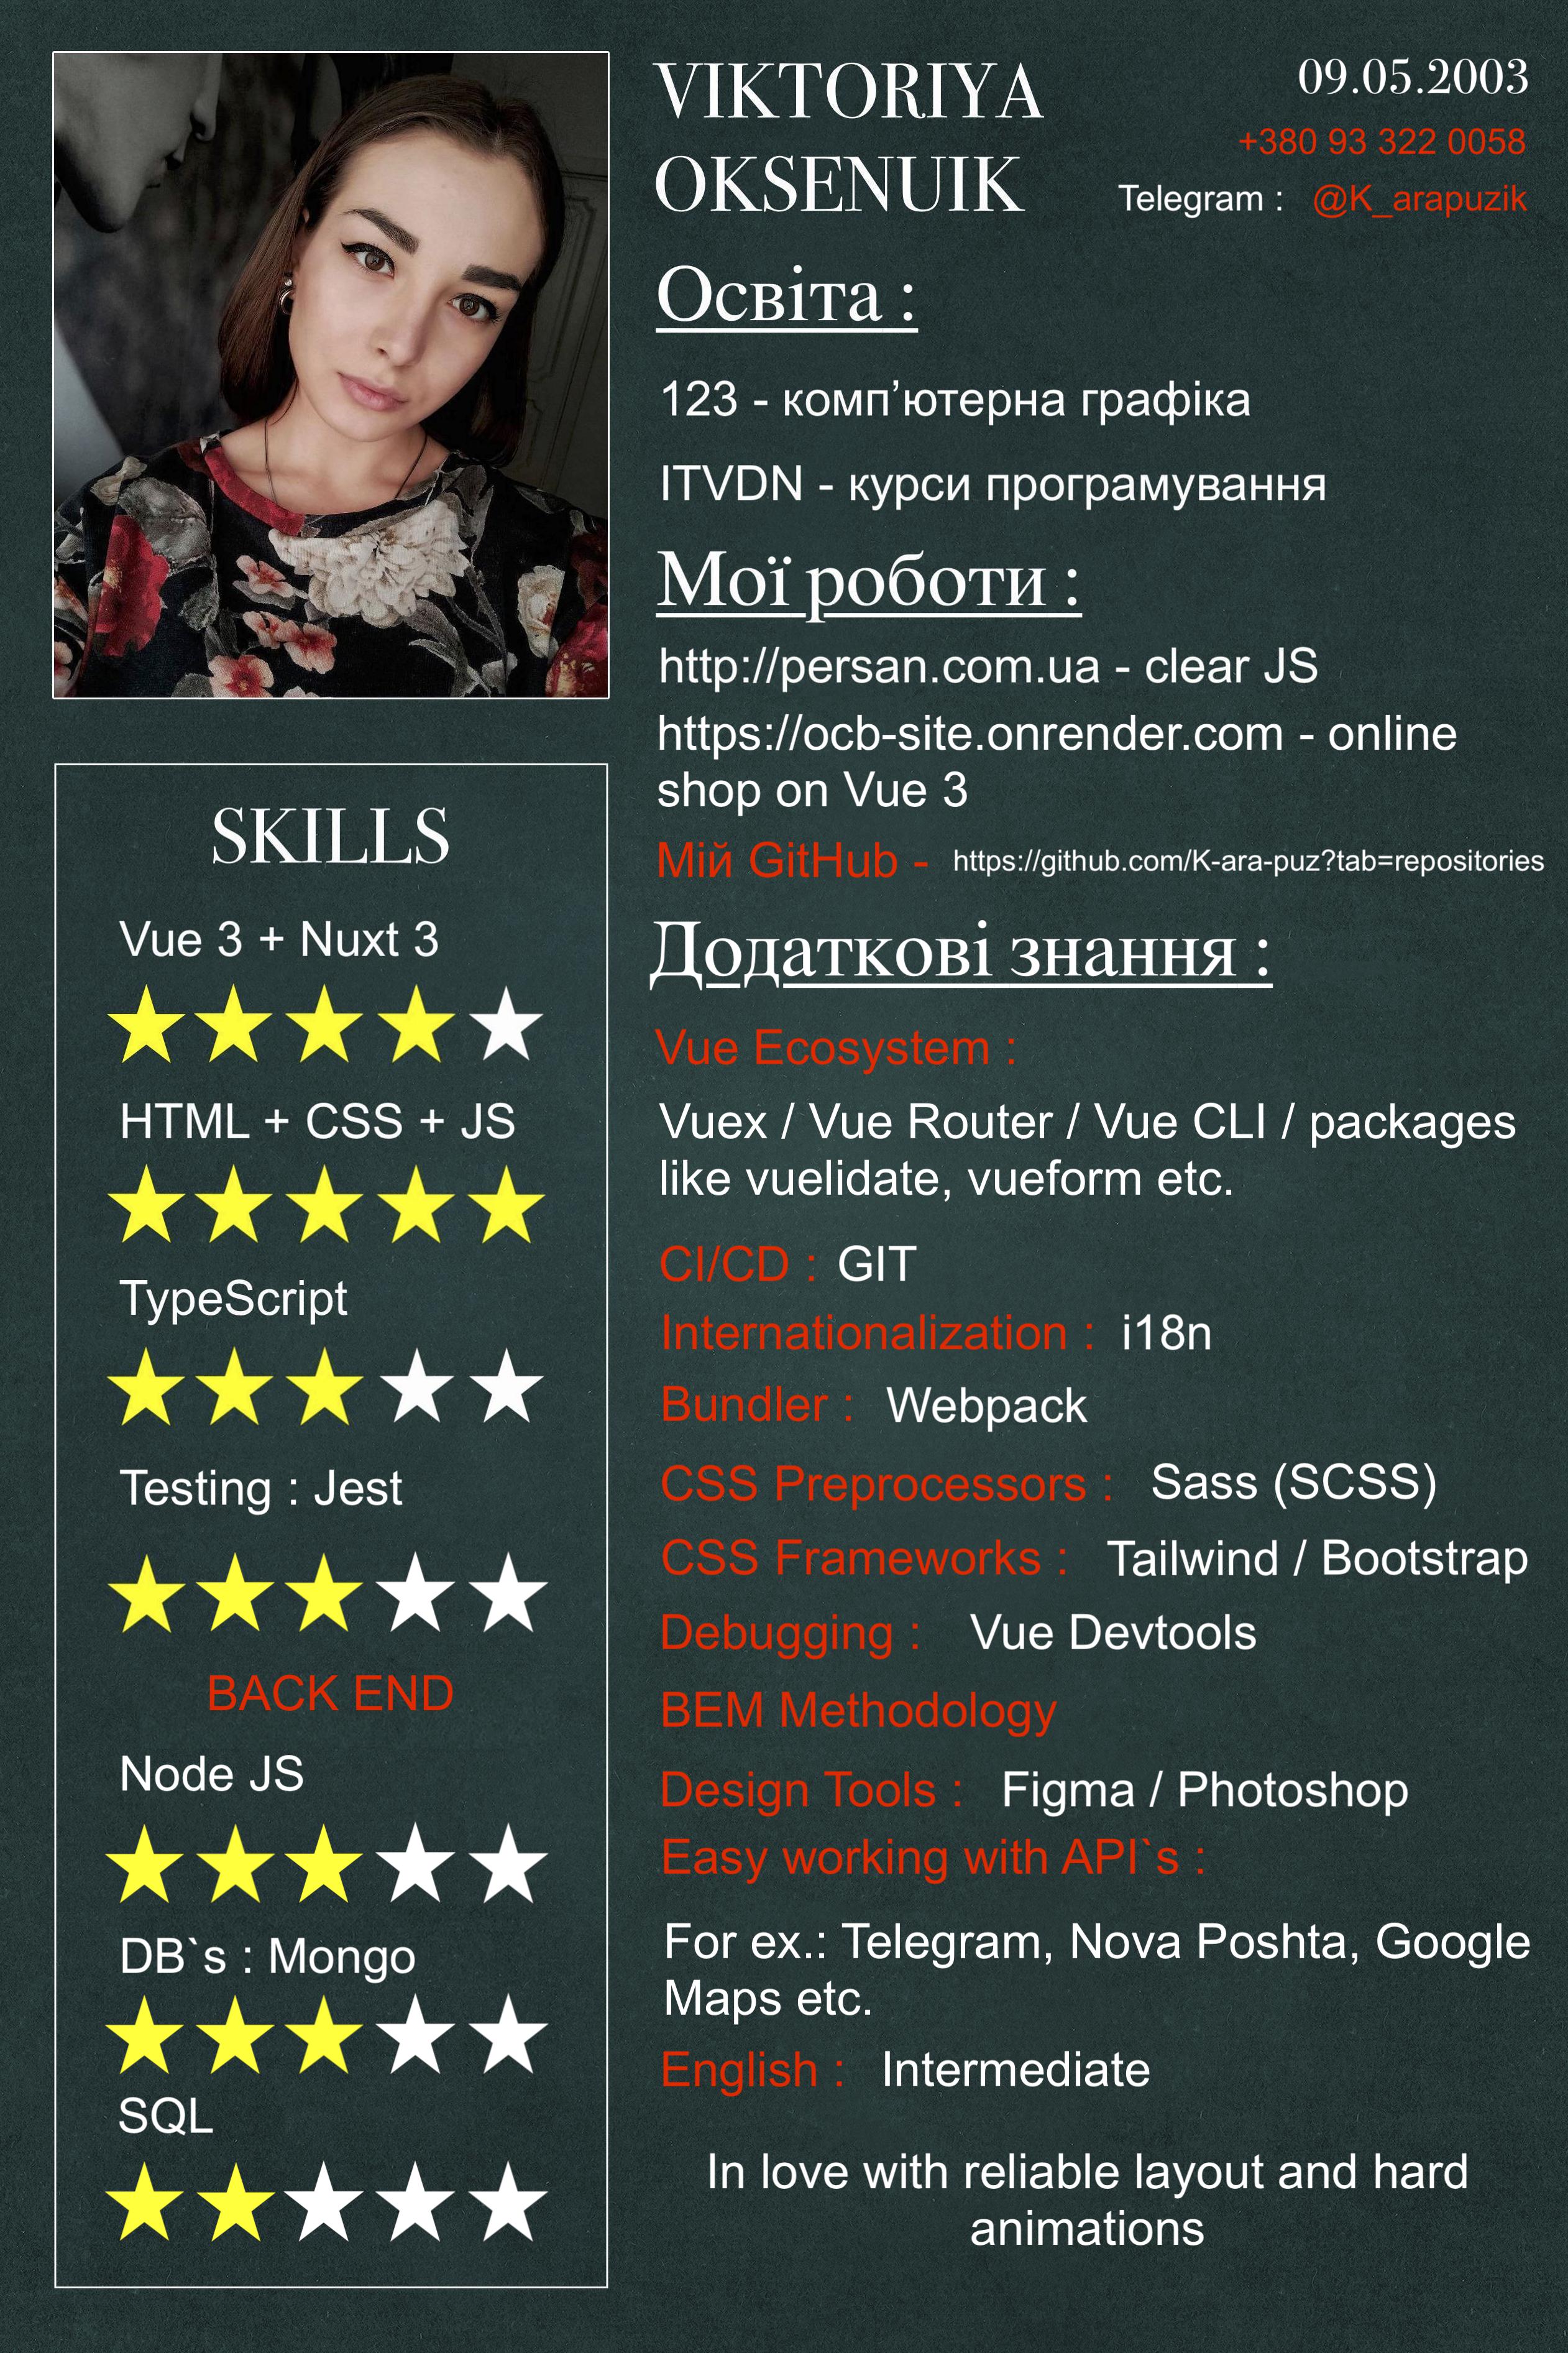 VIKTORIYA
OKSENUIK
09.05.2003
+380 93 322 0058
Telegram : @K_arapuzik
Освіта :
123 - комп’ютерна графіка
ITVDN - курси програмування
Мої роботи :
http://persan.com.ua - clear JS
https://ocb-site.onrender.com - online
shop on Vue 3
Мій GitHub - https://github.com/K-ara-puz?tab=repositories
Додаткові знання :
Vue Ecosystem :
Vuex / Vue Router / Vue CLI / packages
like vuelidate, vueform etc.
CI/CD : GIT
Internationalization : i18n
Bundler : Webpack
CSS Preprocessors : Sass (SCSS)
CSS Frameworks : Tailwind / Bootstrap
Debugging : Vue Devtools
BEM Methodology
Design Tools : Figma / Photoshop
Easy working with API`s :
For ex.: Telegram, Nova Poshta, Google
Maps etc.
English : Intermediate
In love with reliable layout and hard
animations
SKILLS
Vue 3 + Nuxt 3
HTML + CSS + JS
TypeScript
Testing : Jest
BACK END
Node JS
DB`s : Mongo
SQL